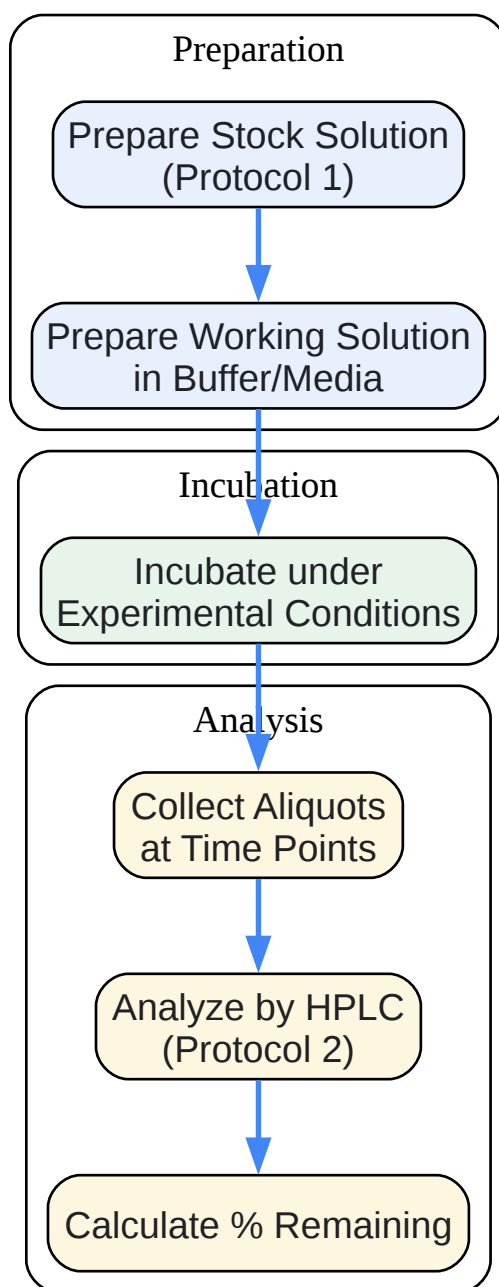 Preparation
Prepare Stock Solution
(Protocol 1)
Prepare Working Solution
in Buffer/Media
Incubation
Incubate under
Experimental Conditions
Analysis
Collect Aliquots
at Time Points
Analyze by HPLC
(Protocol 2)
Calculate % Remaining